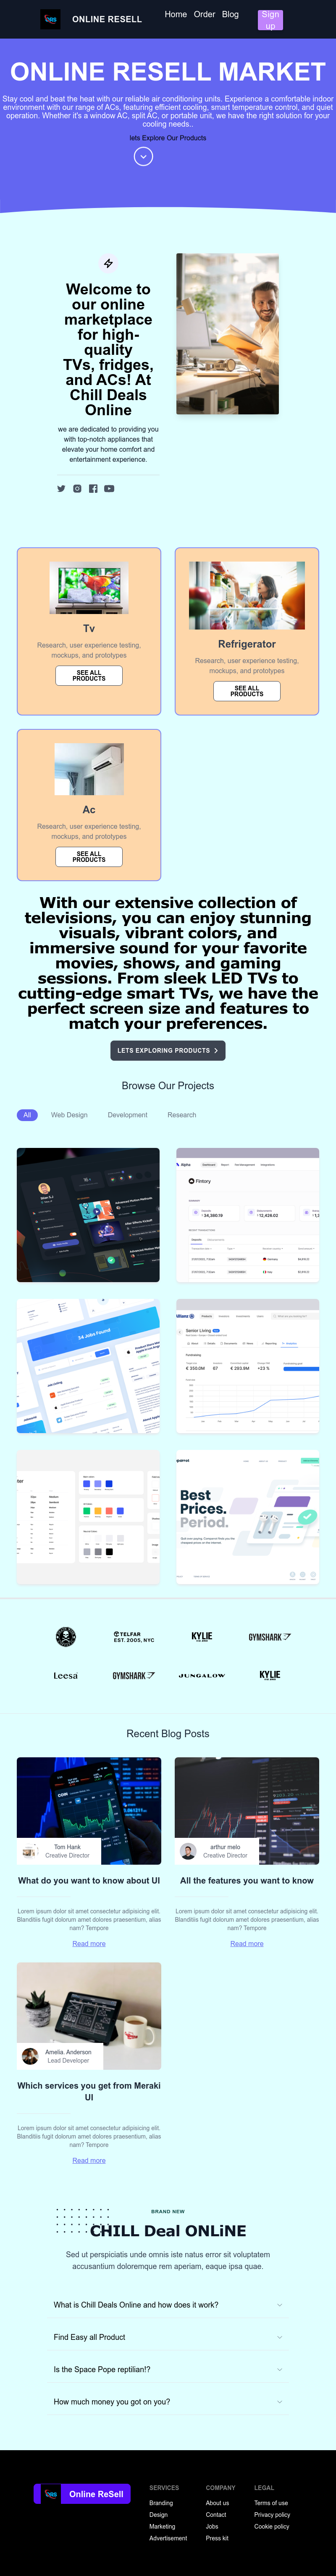 ONLINE RESELL
Home Order Blog
Sign up
ONLINE RESELL MARKET
Stay cool and beat the heat with our reliable air conditioning units. Experience a comfortable indoor
environment with our range of ACs, featuring efficient cooling, smart temperature control, and quiet
operation. Whether it's a window AC, split AC, or portable unit, we have the right solution for your
cooling needs..
lets Explore Our Products
Welcome to
our online
marketplace
for high-
quality
TVs, fridges,
and ACs! At
Chill Deals
Online
we are dedicated to providing you
with top-notch appliances that
elevate your home comfort and
entertainment experience.
Tv
Research, user experience testing,
mockups, and prototypes
SEE ALL
PRODUCTS
Refrigerator
Research, user experience testing,
mockups, and prototypes
SEE ALL
PRODUCTS
Ac
Research, user experience testing,
mockups, and prototypes
SEE ALL
PRODUCTS
With our extensive collection of
televisions, you can enjoy stunning
visuals, vibrant colors, and
immersive sound for your favorite
movies, shows, and gaming
sessions. From sleek LED TVs to
cutting-edge smart TVs, we have the
perfect screen size and features to
match your preferences.
LETS EXPLORING PRODUCTS
Browse Our Projects
All Web Design Development Research
Alpha
Fintory
34 Jobs Found
Allianz
Senior Living
Best
Prices.
Period.
TELFAR
EST. 2005, NYC
KYLIE
GYMSHARK
Leesa
GYMSHARK
JUNGALOW
KYLIE
Recent Blog Posts
Tom Hank
Creative Director
What do you want to know about UI
Lorem ipsum dolor sit amet consectetur adipisicing elit.
Blanditiis fugit dolorum amet dolores praesentium, alias
nam? Tempore
Read more
arthur melo
Creative Director
All the features you want to know
Lorem ipsum dolor sit amet consectetur adipisicing elit.
Blanditiis fugit dolorum amet dolores praesentium, alias
nam? Tempore
Read more
Amelia. Anderson
Lead Developer
Which services you get from Meraki
UI
Lorem ipsum dolor sit amet consectetur adipisicing elit.
Blanditiis fugit dolorum amet dolores praesentium, alias
nam? Tempore
Read more
BRAND NEW
CHILL Deal ONLiNE
Sed ut perspiciatis unde omnis iste natus error sit voluptatem
accusantium doloremque rem aperiam, eaque ipsa quae.
What is Chill Deals Online and how does it work?
Find Easy all Product
Is the Space Pope reptilian!?
How much money you got on you?
Online ReSell
SERVICES
Branding
Design
Marketing
Advertisement
COMPANY
About us
Contact
Jobs
Press kit
LEGAL
Terms of use
Privacy policy
Cookie policy